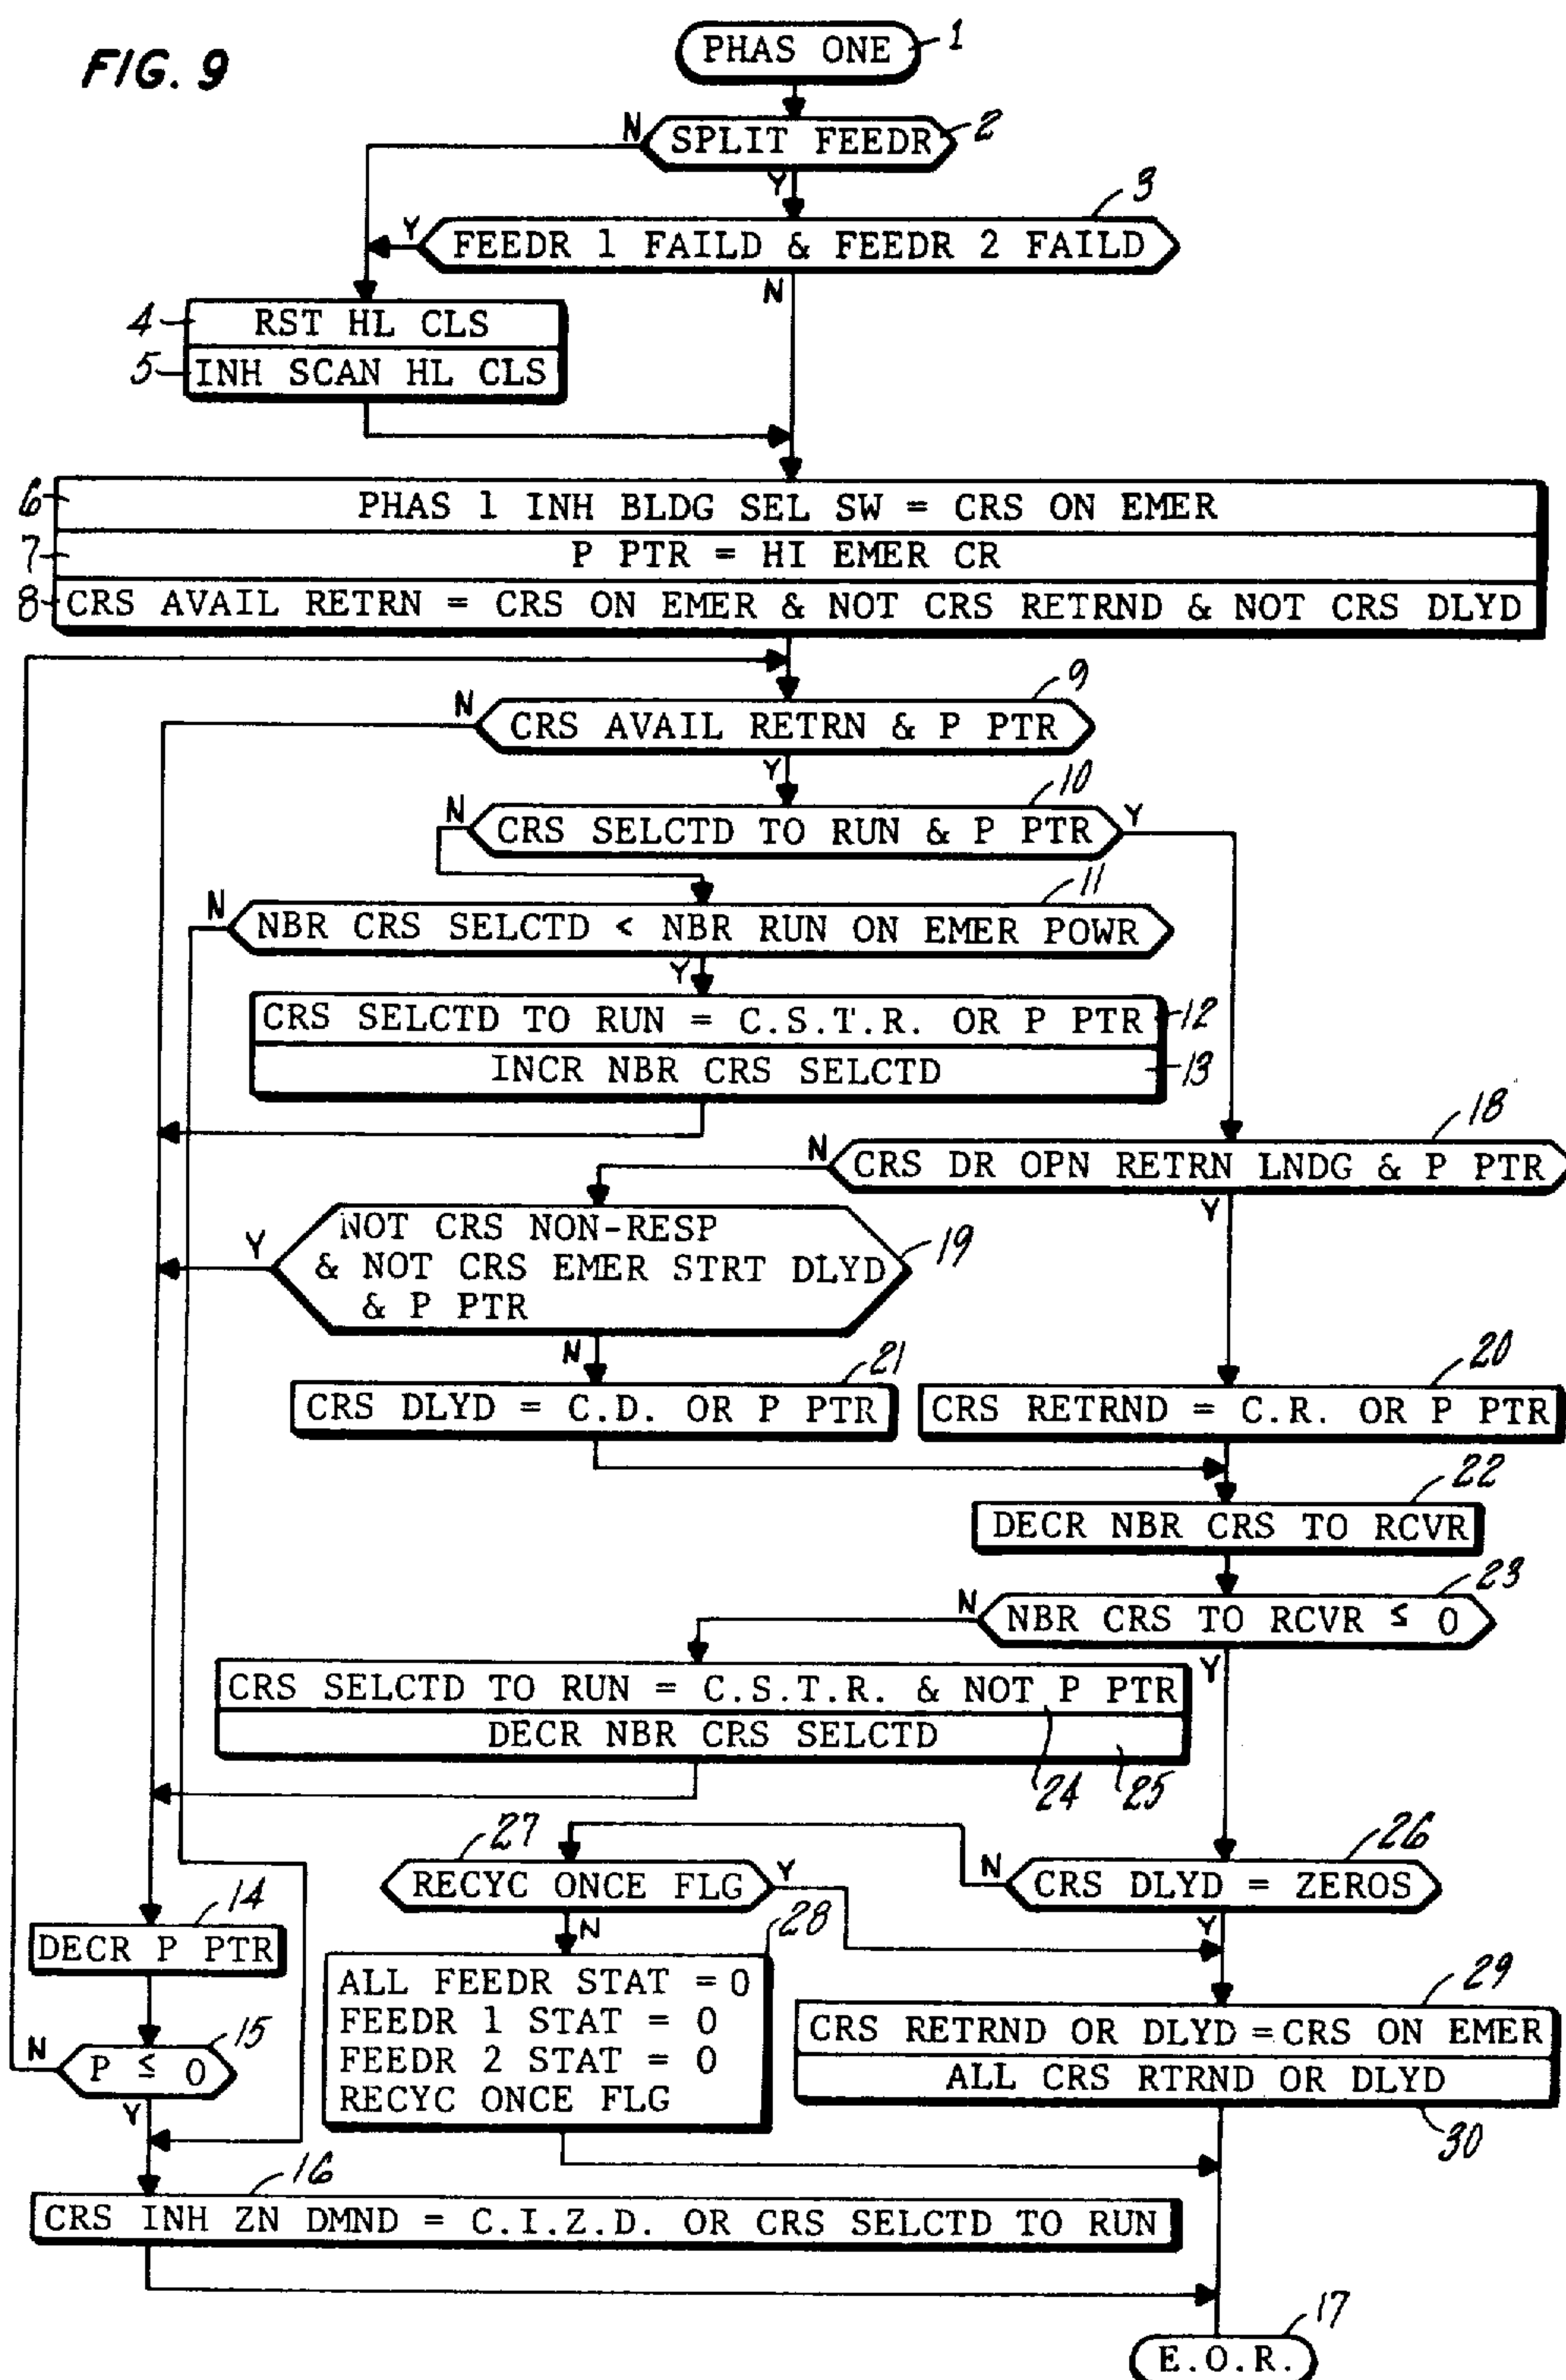 FIG. 9
PHAS ONE 1
N SPLIT FEEDR 2
Y
3
Y FEEDR 1 FAILD & FEEDR 2 FAILD
N
4 RST HL CLS
5 INH SCAN HL CLS
6 PHAS 1 INH BLDG SEL SW = CRS ON EMER
7 P PTR = HI EMER CR
8 CRS AVAIL RETRN = CRS ON EMER & NOT CRS RETRND & NOT CRS DLYD
9
N CRS AVAIL RETRN & P PTR
Y
10
N CRS SELCTD TO RUN & P PTR Y
11
N NBR CRS SELCTD < NBR RUN ON EMER POWR
Y
CRS SELCTD TO RUN = C.S.T.R. OR P PTR 12
INCR NBR CRS SELCTD 13
18
N CRS DR OPN RETRN LNDG & P PTR
Y
NOT CRS NON-RESP
Y & NOT CRS EMER STRT DLYD 19
& P PTR
N
21
20
CRS DLYD = C.D. OR P PTR
CRS RETRND = C.R. OR P PTR
22
DECR NBR CRS TO RCVR
23
N NBR CRS TO RCVR ≤ 0
Y
CRS SELCTD TO RUN = C.S.T.R. & NOT P PTR
DECR NBR CRS SELCTD
24 25
27
26
RECYC ONCE FLG Y
N CRS DLYD = ZEROS
N
Y
14
DECR P PTR
28
ALL FEEDR STAT = 0
FEEDR 1 STAT = 0
FEEDR 2 STAT = 0
RECYC ONCE FLG
29
CRS RETRND OR DLYD = CRS ON EMER
ALL CRS RTRND OR DLYD
30
15
N P ≤ 0
Y
16
CRS INH ZN DMND = C.I.Z.D. OR CRS SELCTD TO RUN
17
E.O.R.